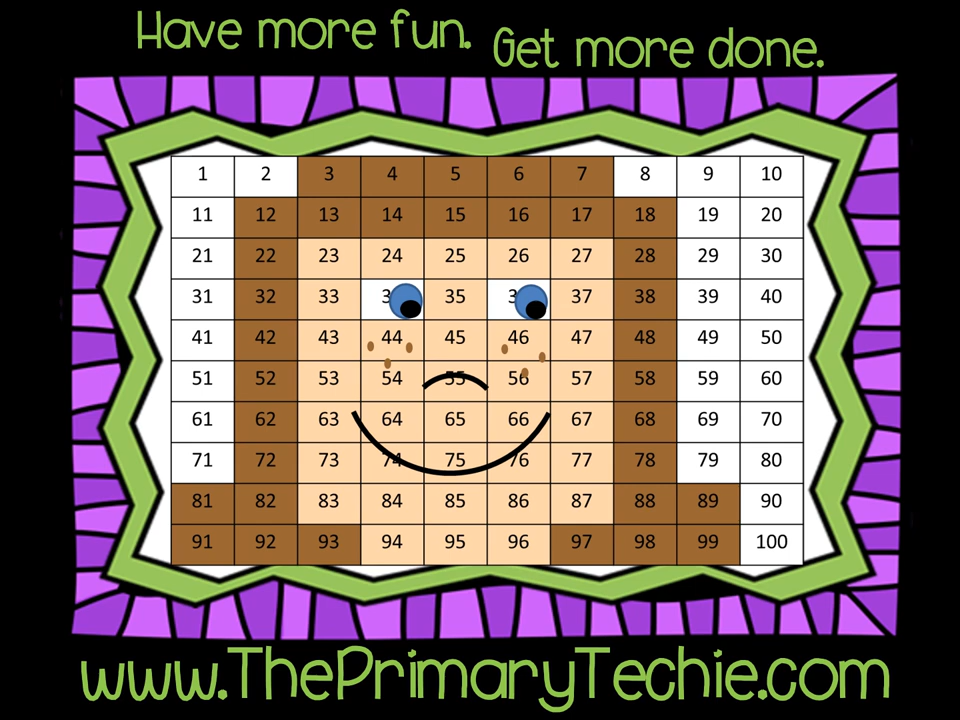 Have more fun. Get more done.
1 2 3 4 5 6 7 8 9 10
11 12 13 14 15 16 17 18 19 20
21 22 23 24 25 26 27 28 29 30
31 32 33 35 37 38 39 40
41 42 43 44 45 46 47 48 49 50
51 52 53 54 55 56 57 58 59 60
61 62 63 64 65 66 67 68 69 70
71 72 73 74 75 76 77 78 79 80
81 82 83 84 85 86 87 88 89 90
91 92 93 94 95 96 97 98 99 100
www.ThePrimaryTechie.com